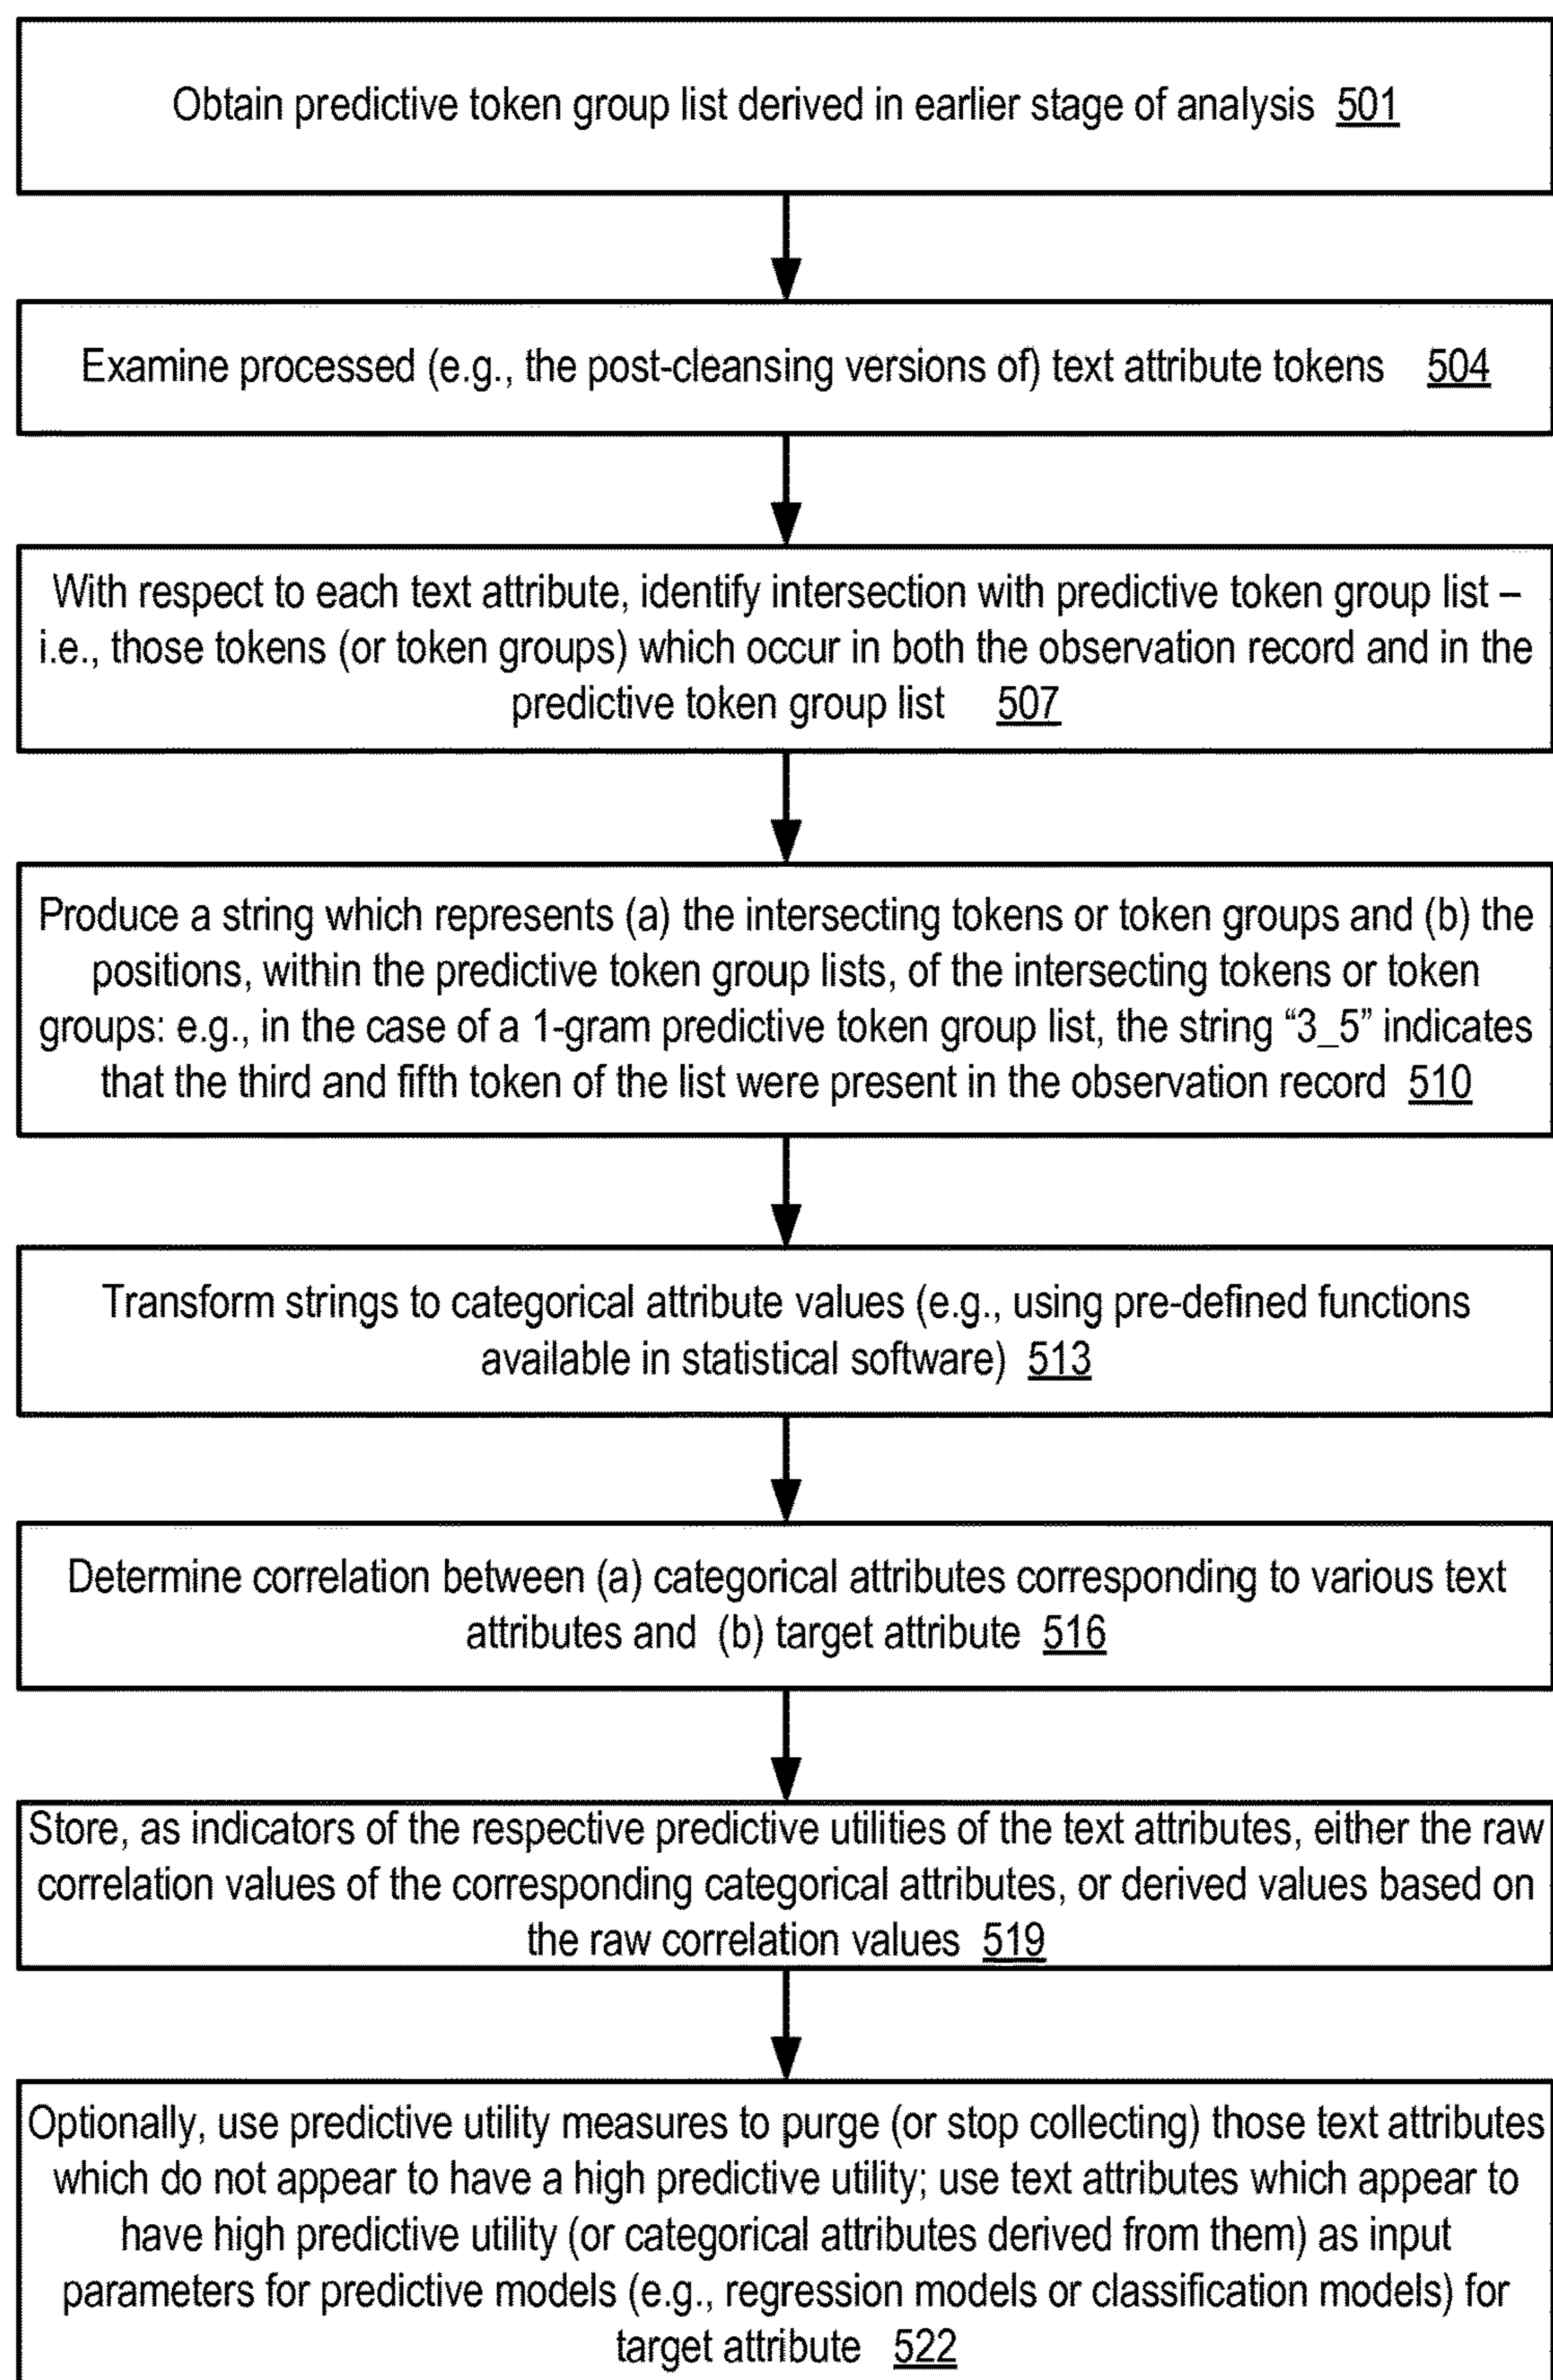 Obtain predictive token group list derived in earlier stage of analysis 501
Examine processed (e.g., the post-cleansing versions of) text attribute tokens 504
With respect to each text attribute, identify intersection with predictive token group list –
i.e., those tokens (or token groups) which occur in both the observation record and in the
predictive token group list 507
Produce a string which represents (a) the intersecting tokens or token groups and (b) the
positions, within the predictive token group lists, of the intersecting tokens or token
groups: e.g., in the case of a 1-gram predictive token group list, the string “3_5” indicates
that the third and fifth token of the list were present in the observation record 510
Transform strings to categorical attribute values (e.g., using pre-defined functions
available in statistical software) 513
Determine correlation between (a) categorical attributes corresponding to various text
attributes and (b) target attribute 516
Store, as indicators of the respective predictive utilities of the text attributes, either the raw
correlation values of the corresponding categorical attributes, or derived values based on
the raw correlation values 519
Optionally, use predictive utility measures to purge (or stop collecting) those text attributes
which do not appear to have a high predictive utility; use text attributes which appear to
have high predictive utility (or categorical attributes derived from them) as input
parameters for predictive models (e.g., regression models or classification models) for
target attribute 522